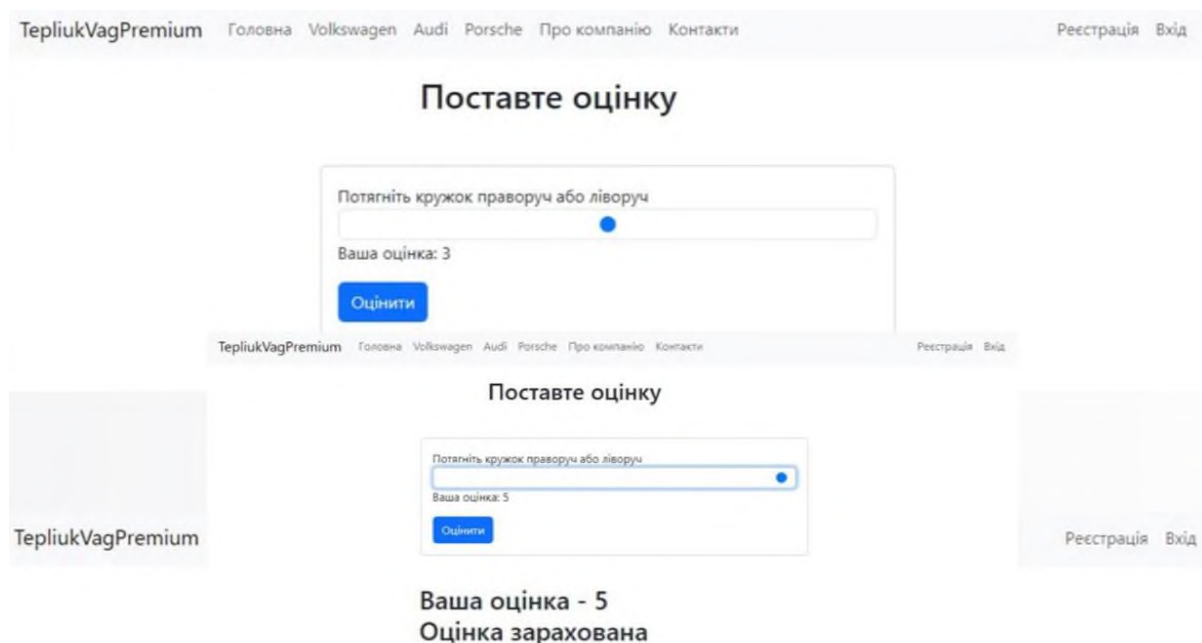 TepliukVagPremium Головна Volkswagen Audi Porsche Про компанію Контакти Реєстрація Вхід
Поставте оцінку
Потягніть кружок праворуч або ліворуч
Ваша оцінка: 3
Оцінити
TepliukVagPremium Головна Volkswagen Audi Porsche Про компанію Контакти Реєстрація Вхід
Поставте оцінку
Потягніть кружок праворуч або ліворуч
Ваша оцінка: 5
Оцінити
TepliukVagPremium Реєстрація Вхід
Ваша оцінка - 5
Оцінка зарахована